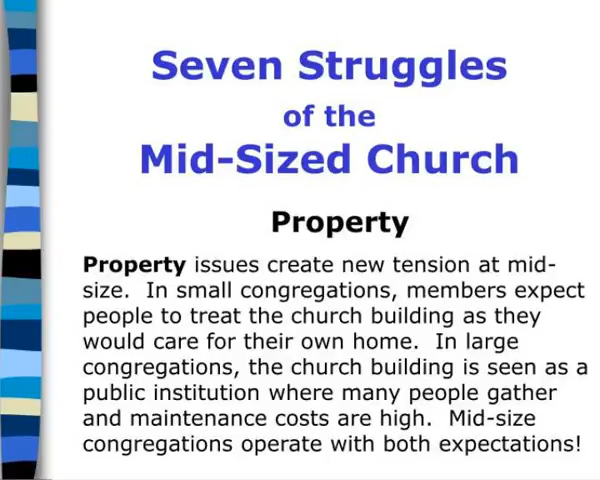 Seven Struggles
of the
Mid-Sized Church
Property
Property issues create new tension at mid-
size.  In small congregations, members expect
people to treat the church building as they
would care for their own home.  In large
congregations, the church building is seen as a
public institution where many people gather
and maintenance costs are high.  Mid-size
congregations operate with both expectations!